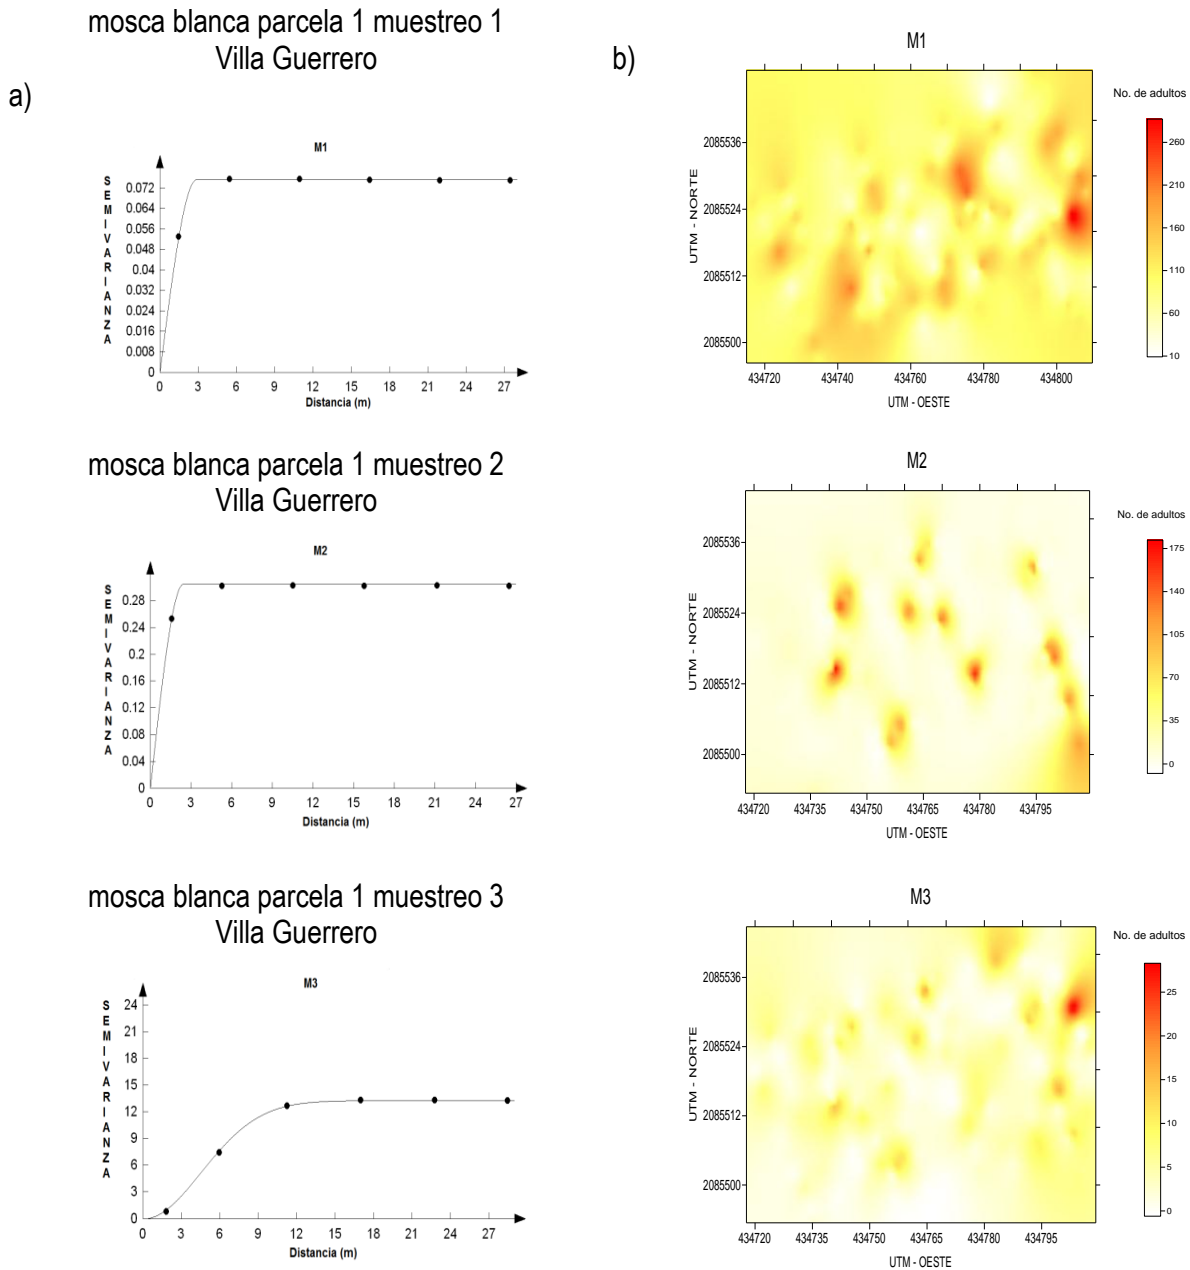 mosca blanca parcela 1 muestreo 1
Villa Guerrero
a)
M1
SEMIVARIANZA
0.072
0.064
0.056
0.048
0.04
0.032
0.024
0.016
0.008
0
0 3 6 9 12 15 18 21 24 27
Distancia (m)
b)
M1
No. de adultos
UTM - NORTE
2085536
2085524
2085512
2085500
434720 434740 434760 434780 434800
UTM - OESTE
260
210
160
110
60
10
mosca blanca parcela 1 muestreo 2
Villa Guerrero
M2
SEMIVARIANZA
0.28
0.24
0.2
0.16
0.12
0.08
0.04
0
0 3 6 9 12 15 18 21 24 27
Distancia (m)
M2
No. de adultos
UTM - NORTE
2085536
2085524
2085512
2085500
434720 434735 434750 434765 434780 434795
UTM - OESTE
175
140
105
70
35
0
mosca blanca parcela 1 muestreo 3
Villa Guerrero
M3
SEMIVARIANZA
24
21
18
15
12
9
6
3
0
0 3 6 9 12 15 18 21 24 27
Distancia (m)
M3
No. de adultos
UTM - NORTE
2085536
2085524
2085512
2085500
434720 434735 434750 434765 434780 434795
UTM - OESTE
25
20
15
10
5
0